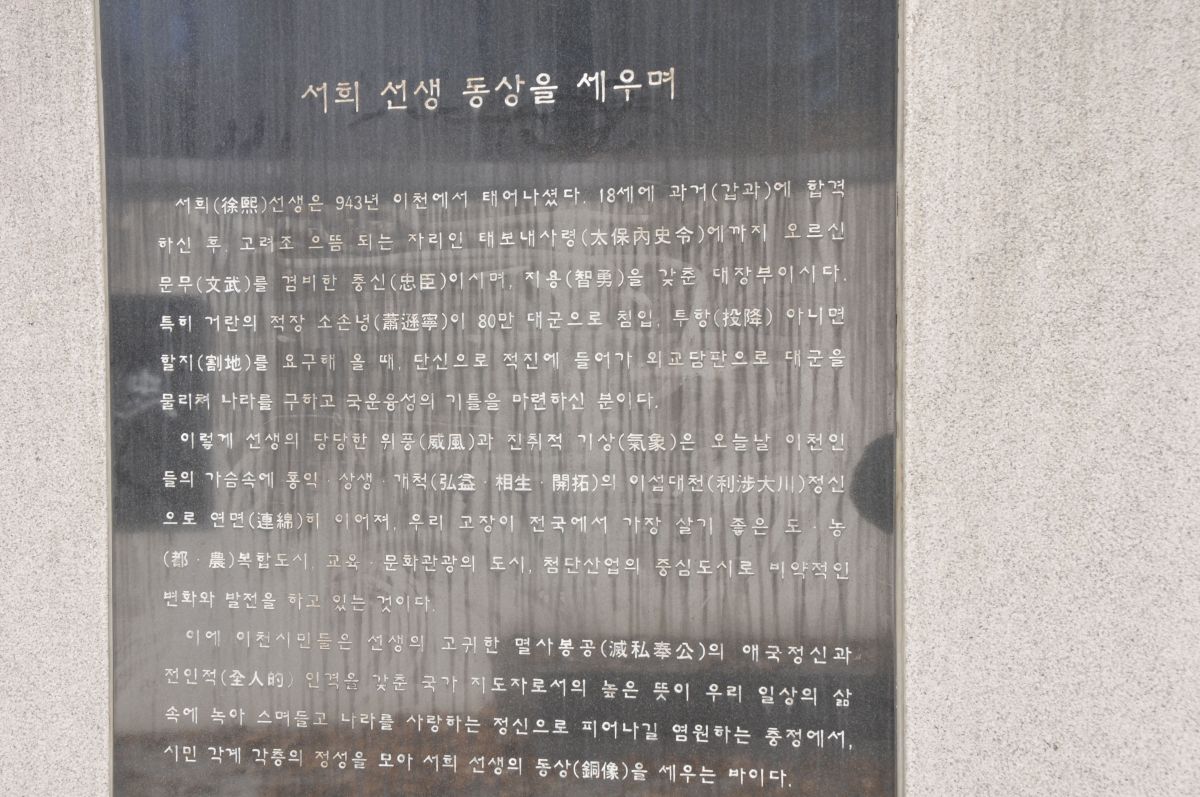 서희 선생 동상을 세우며
서희(徐熙)선생은 943년 이천에서 태어나셨다. 18세에 과거(갑과)에 합격
하신 후, 고려조 으뜸 되는 자리인 태보내사령(太保內史令)에까지 오르신
문무(文武)를 겸비한 충신(忠臣)이시며, 지용(智勇)을 갖춘 대장부이시다.
특히 거란의 적장 소손녕(蕭遜寧)이 80만 대군으로 침입, 투항(投降) 아니면
할지(割地)를 요구해 올 때, 단신으로 적진에 들어가 외교담판으로 대군을
물리쳐 나라를 구하고 국운융성의 기틀을 마련하신 분이다.
이렇게 선생의 당당한 위풍(威風)과 진취적 기상(氣象)은 오늘날 이천인
들의 가슴속에 홍익·상생·개척(弘益·相生·開拓)의 이섭대천(利涉大川)정신
으로 연면(連綿)히 이어져, 우리 고장이 전국에서 가장 살기 좋은 도·농
(都·農)복합도시, 교육·문화관광의 도시, 첨단산업의 중심도시로 비약적인
변화와 발전을 하고 있는 것이다.
이에 이천시민들은 선생의 고귀한 멸사봉공(滅私奉公)의 애국정신과
전인적(全人的) 인격을 갖춘 국가 지도자로서의 높은 뜻이 우리 일상의 삶
속에 녹아 스며들고 나라를 사랑하는 정신으로 피어나길 염원하는 충정에서,
시민 각계 각층의 정성을 모아 서희 선생의 동상(銅像)을 세우는 바이다.